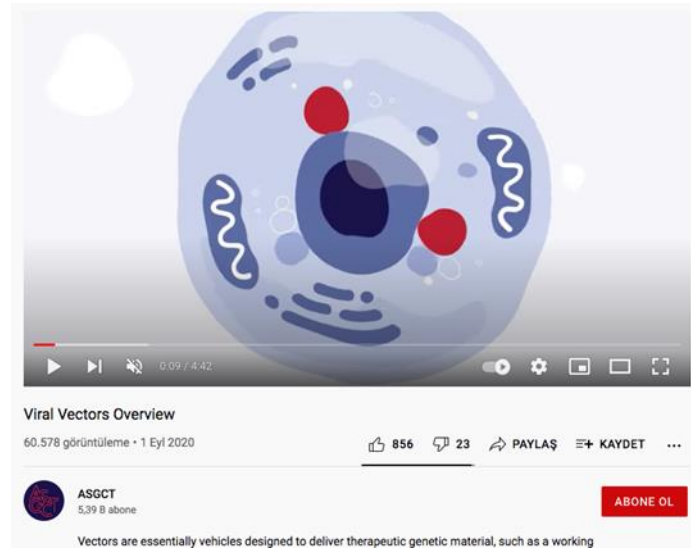 0:09 / 4:42
Viral Vectors Overview
60.578 görüntüleme • 1 Eyl 2020
856 23 PAYLAŞ KAYDET ...
ASGCT
ASGCT
5,39 B abone
ABONE OL
Vectors are essentially vehicles designed to deliver therapeutic genetic material, such as a working